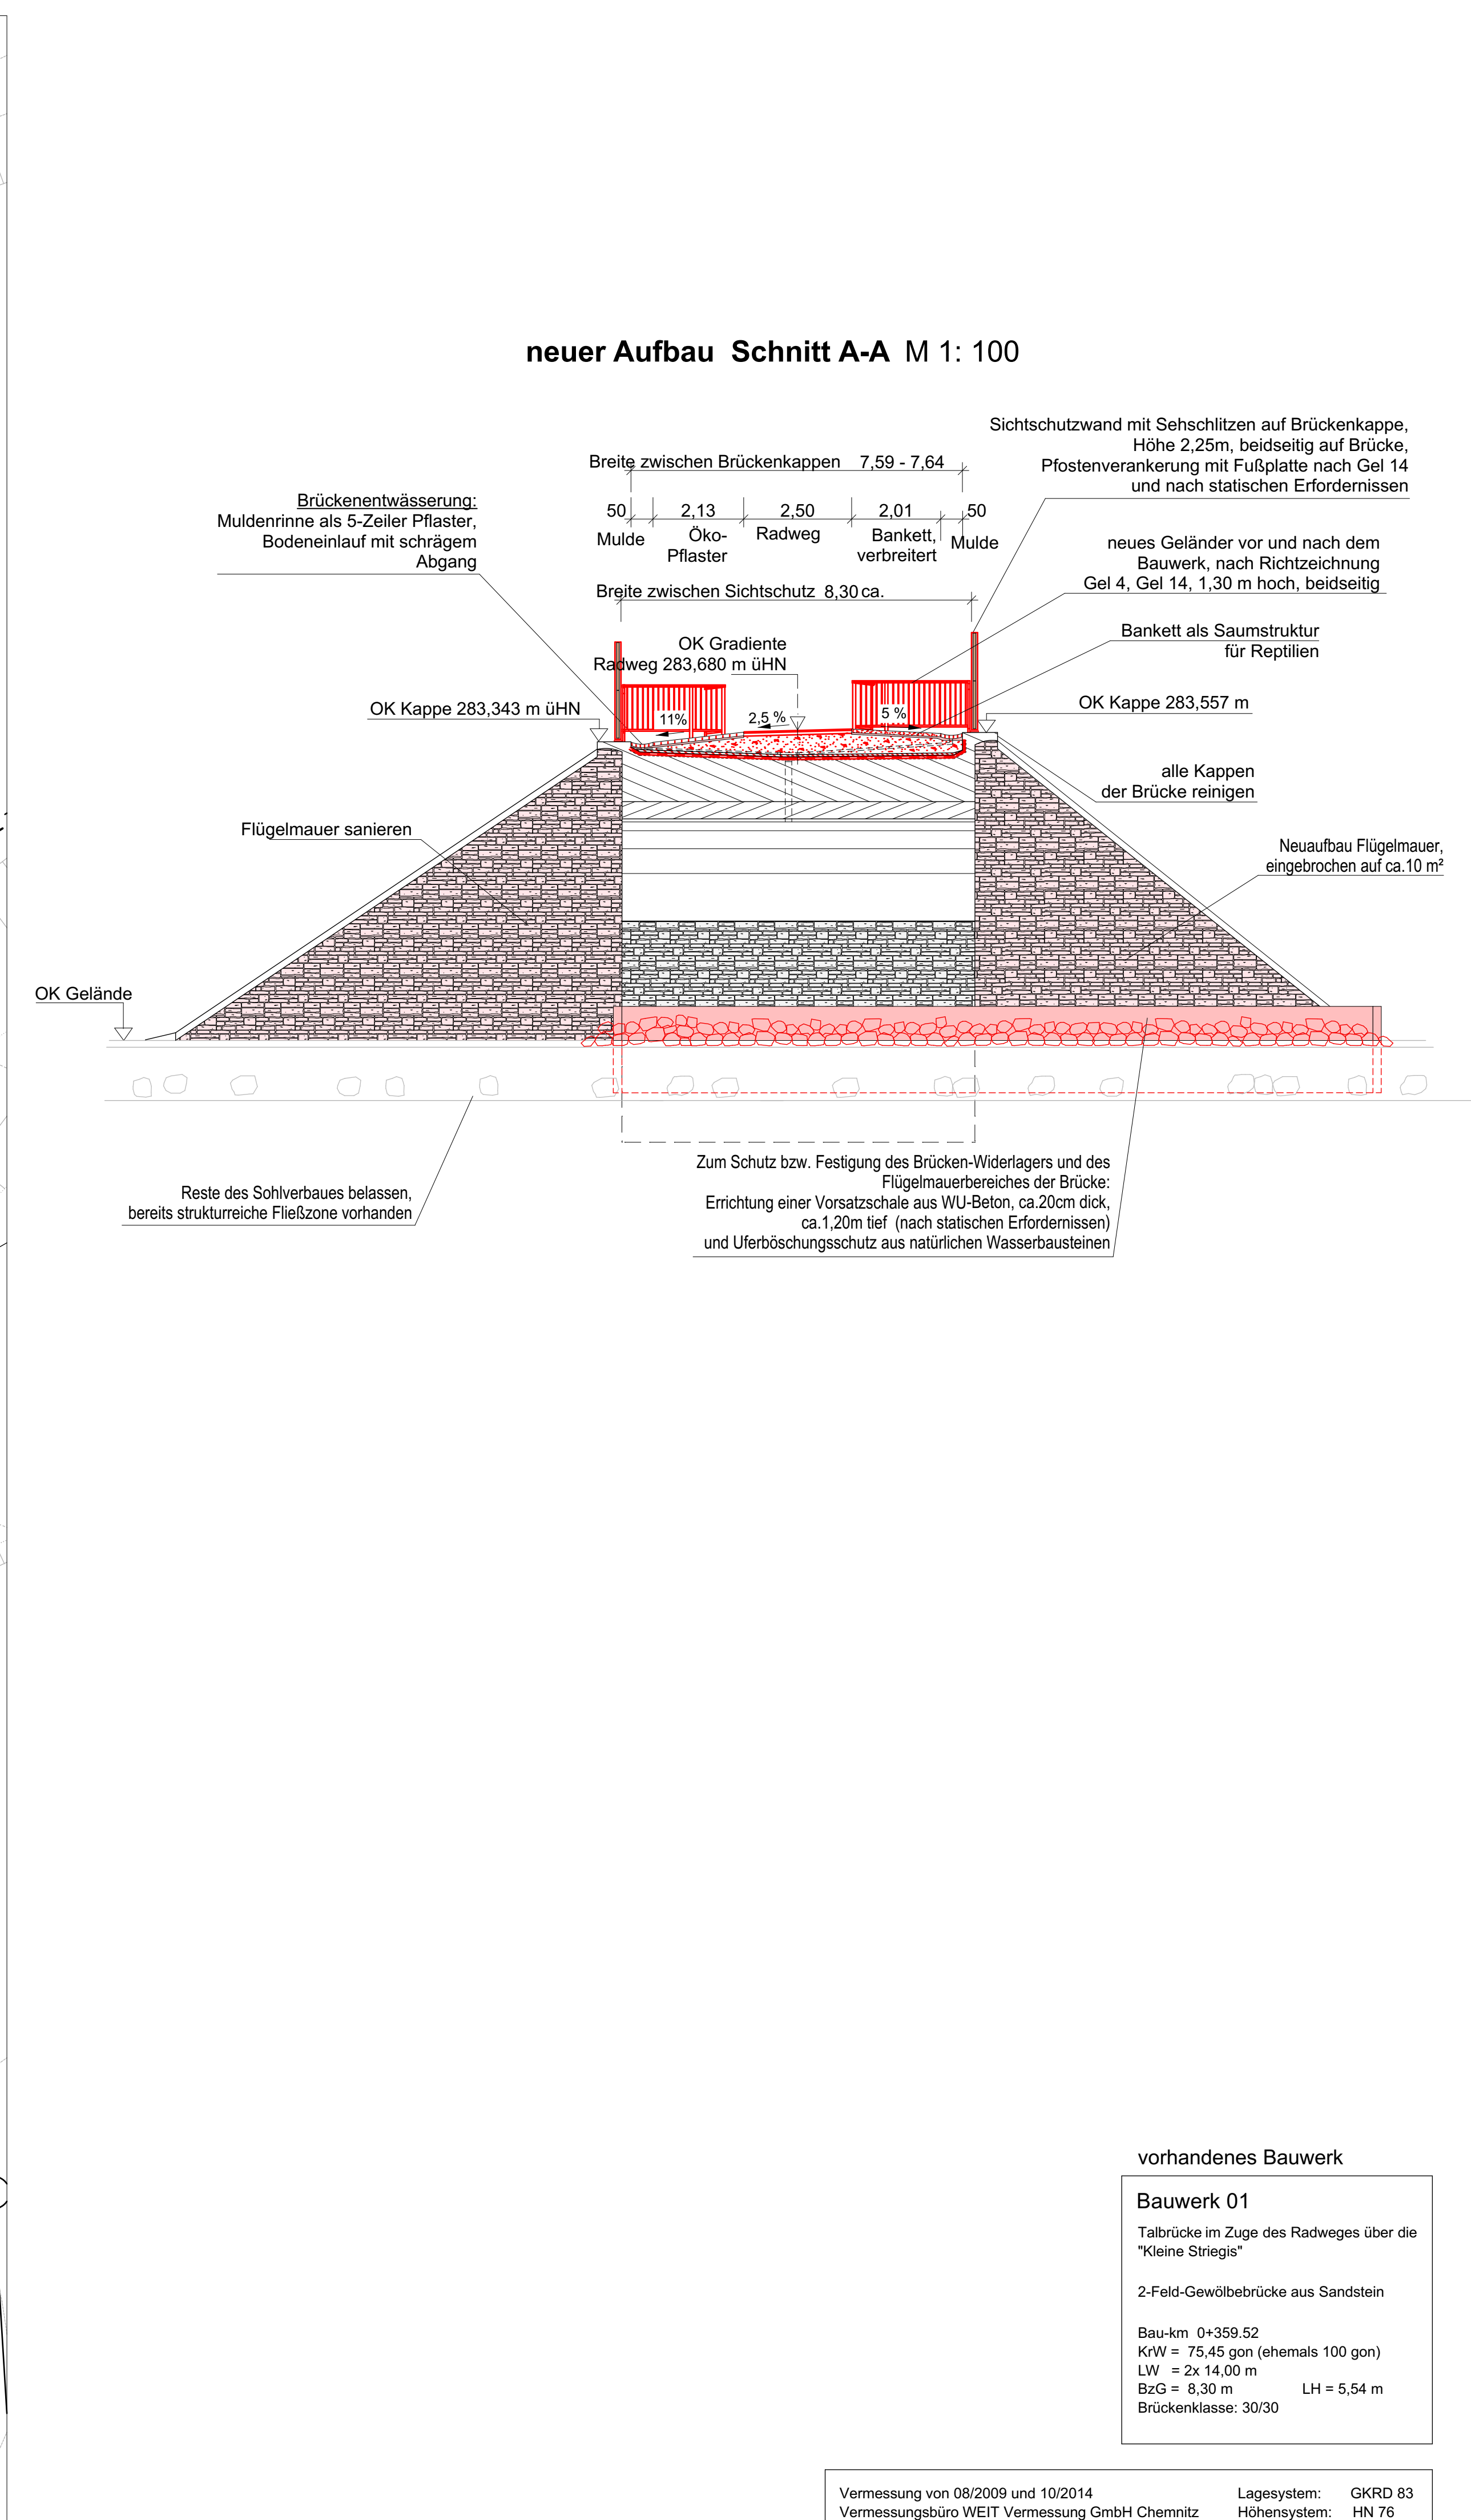 neuer Aufbau  Schnitt A-A  M 1: 100
Sichtschutzwand mit Sehschlitzen auf Brückenkappe,
Höhe 2,25m, beidseitig auf Brücke,
Pfostenverankerung mit Fußplatte nach Gel 14
und nach statischen Erfordernissen
Breite zwischen Brückenkappen 7,59 - 7,64
Brückenentwässerung:
Muldenrinne als 5-Zeiler Pflaster,
Bodeneinlauf mit schrägem
Abgang
50 2,13 2,50 2,01 50
Mulde Öko- Radweg Bankett, Mulde
Pflaster verbreitert
neues Geländer vor und nach dem
Bauwerk, nach Richtzeichnung
Gel 4, Gel 14, 1,30 m hoch, beidseitig
Breite zwischen Sichtschutz 8,30 ca.
Bankett als Saumstruktur
für Reptilien
OK Gradiente
Radweg 283,680 m üHN
OK Kappe 283,343 m üHN
OK Kappe 283,557 m
11% 2,5 % 5 %
alle Kappen
der Brücke reinigen
Flügelmauer sanieren
Neuaufbau Flügelmauer,
eingebrochen auf ca.10 m²
OK Gelände
Zum Schutz bzw. Festigung des Brücken-Widerlagers und des
Flügelmauerbereiches der Brücke:
Errichtung einer Vorsatzschale aus WU-Beton, ca.20cm dick,
ca.1,20m tief (nach statischen Erfordernissen)
und Uferböschungsschutz aus natürlichen Wasserbausteinen
Reste des Sohlverbaues belassen,
bereits strukturreiche Fließzone vorhanden
vorhandenes Bauwerk
Bauwerk 01
Talbrücke im Zuge des Radweges über die
"Kleine Striegis"
2-Feld-Gewölbebrücke aus Sandstein
Bau-km 0+359.52
KrW = 75,45 gon (ehemals 100 gon)
LW = 2x 14,00 m
BzG = 8,30 m LH = 5,54 m
Brückenklasse: 30/30
Vermessung von 08/2009 und 10/2014 Lagesystem: GKRD 83
Vermessungsbüro WEIT Vermessung GmbH Chemnitz Höhensystem: HN 76